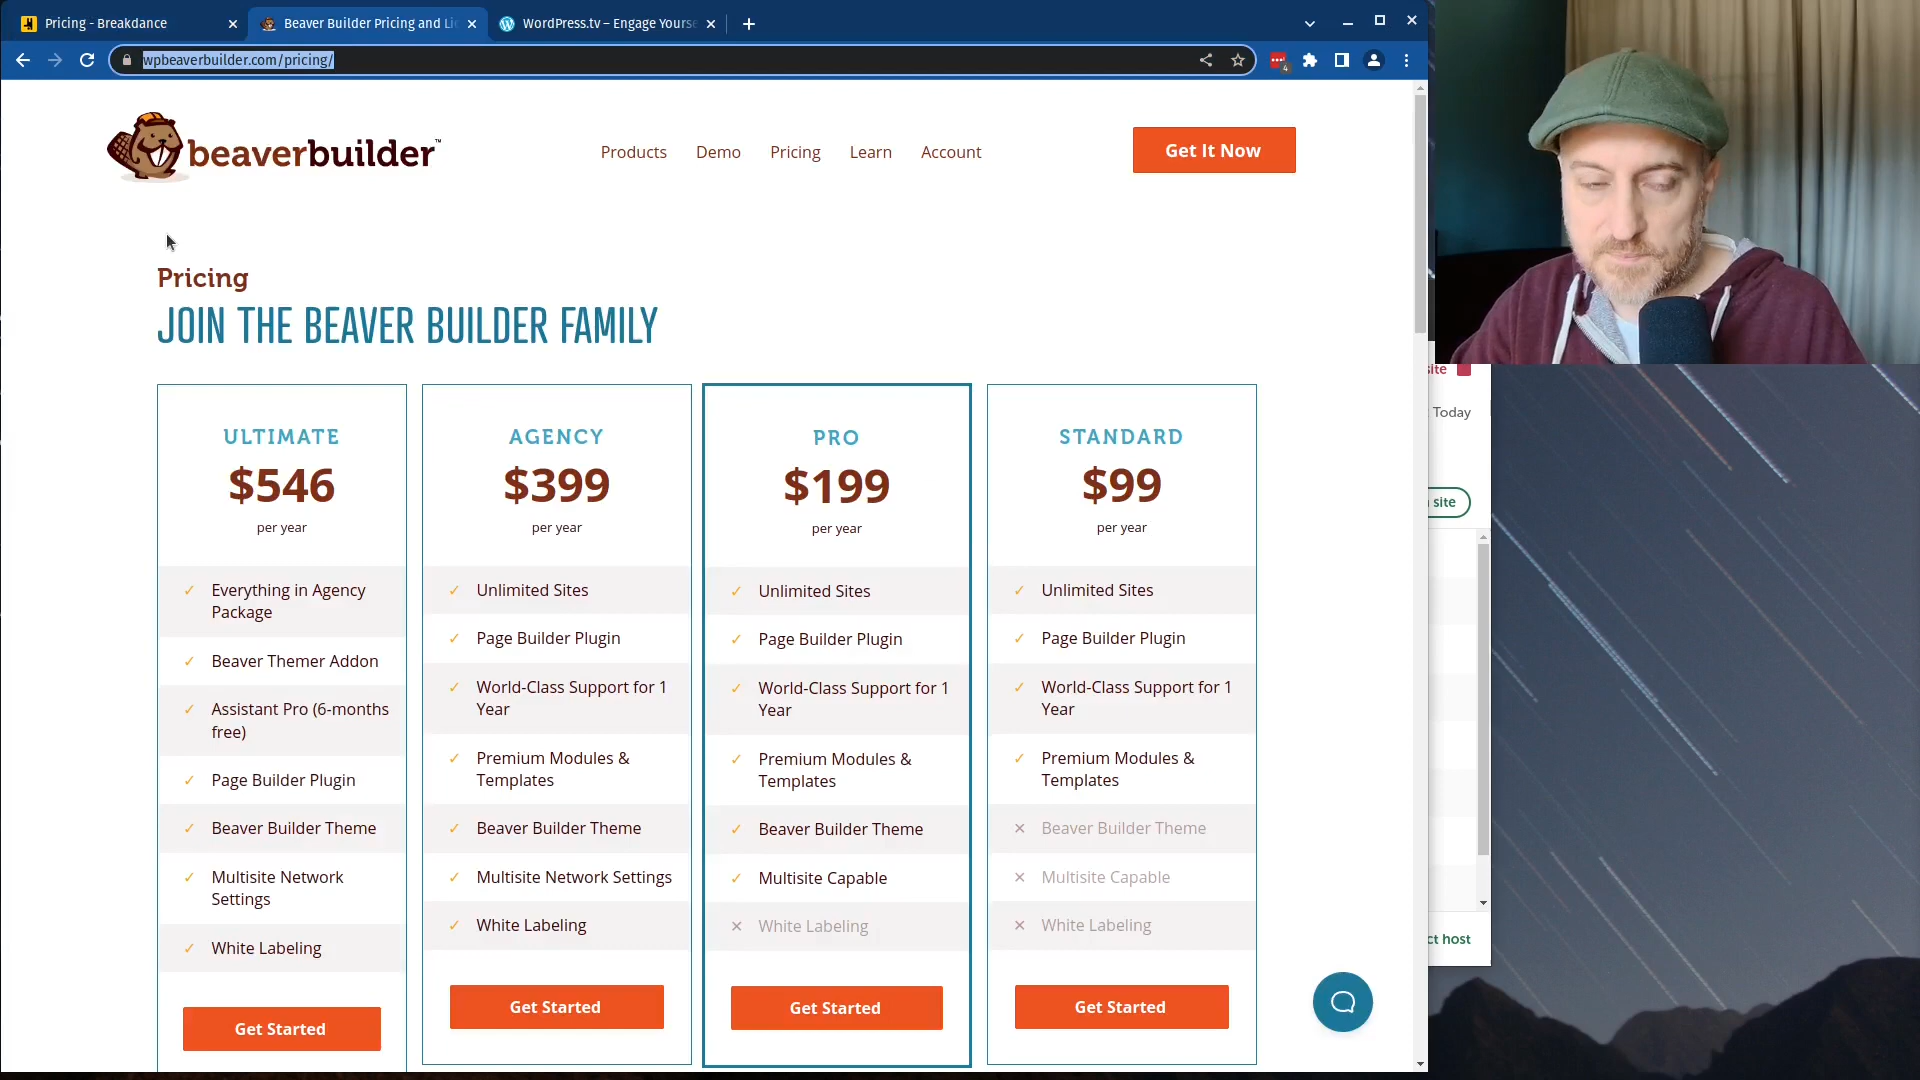 Pricing - Breakdance
Beaver Builder Pricing and Li
WordPress.tv – Engage Yourse
wpbeaverbuilder.com/pricing/
4
beaverbuilder™
Products
Demo
Pricing
Learn
Account
Get It Now
Pricing
JOIN THE BEAVER BUILDER FAMILY
ULTIMATE
$546
per year
Everything in Agency
Package
Beaver Themer Addon
Assistant Pro (6-months
free)
Page Builder Plugin
Beaver Builder Theme
Multisite Network
Settings
White Labeling
Get Started
AGENCY
$399
per year
Unlimited Sites
Page Builder Plugin
World-Class Support for 1
Year
Premium Modules &
Templates
Beaver Builder Theme
Multisite Network Settings
White Labeling
Get Started
PRO
$199
per year
Unlimited Sites
Page Builder Plugin
World-Class Support for 1
Year
Premium Modules &
Templates
Beaver Builder Theme
Multisite Capable
White Labeling
Get Started
STANDARD
$99
per year
Unlimited Sites
Page Builder Plugin
World-Class Support for 1
Year
Premium Modules &
Templates
Beaver Builder Theme
Multisite Capable
White Labeling
Get Started
site
Today
site
ct host